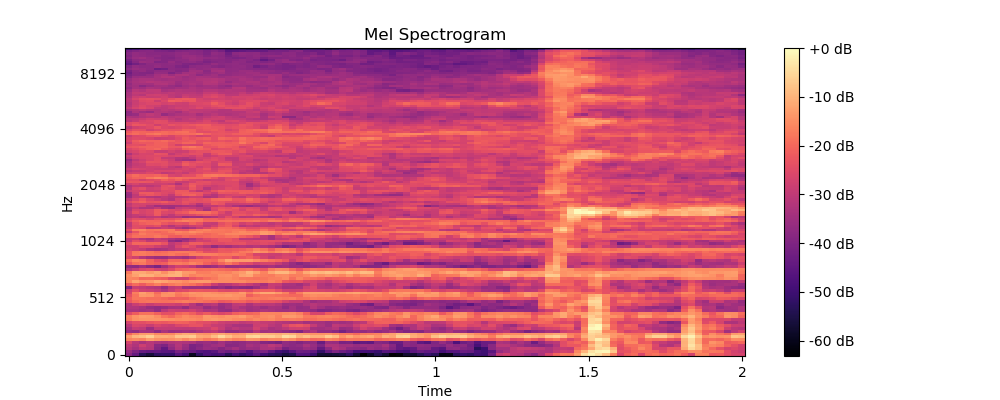 Mel Spectrogram
Hz
8192
4096
2048
1024
512
0
0 0.5 1 1.5 2
Time
+0 dB
-10 dB
-20 dB
-30 dB
-40 dB
-50 dB
-60 dB